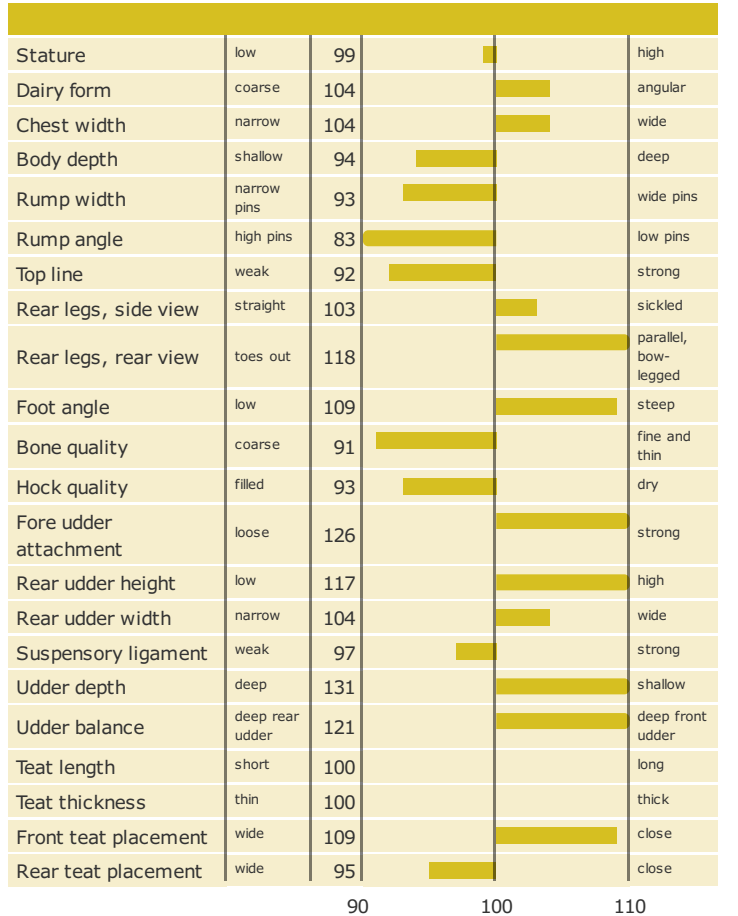 Stature low 99 high
Dairy form coarse 104 angular
Chest width narrow 104 wide
Body depth shallow 94 deep
Rump width narrow pins 93 wide pins
Rump angle high pins 83 low pins
Top line weak 92 strong
Rear legs, side view straight 103 sickled
Rear legs, rear view toes out 118 parallel, bow-legged
Foot angle low 109 steep
Bone quality coarse 91 fine and thin
Hock quality filled 93 dry
Fore udder attachment loose 126 strong
Rear udder height low 117 high
Rear udder width narrow 104 wide
Suspensory ligament weak 97 strong
Udder depth deep 131 shallow
Udder balance deep rear udder 121 deep front udder
Teat length short 100 long
Teat thickness thin 100 thick
Front teat placement wide 109 close
Rear teat placement wide 95 close
90 100 110